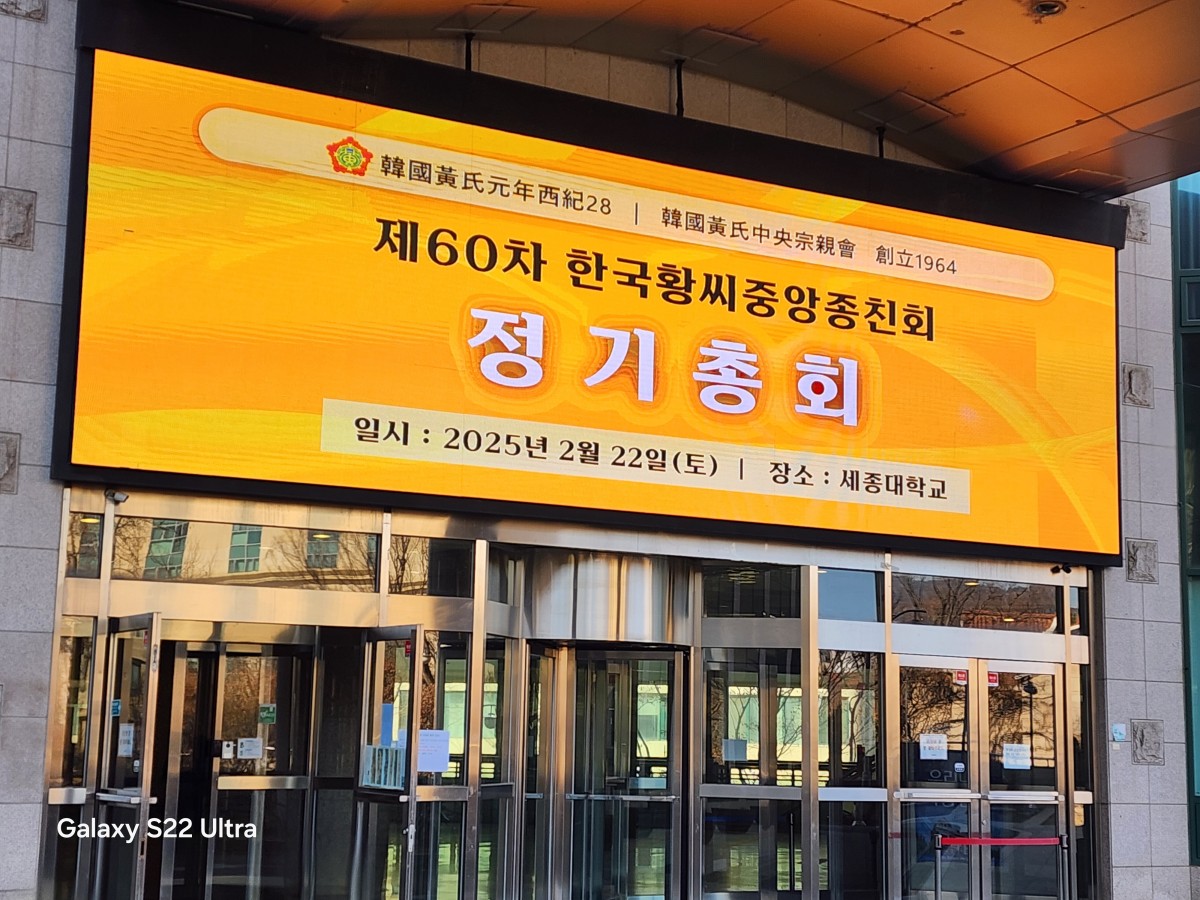 韓國黃氏元年西紀28 | 韓國黃氏中央宗親會 創立1964
제60차 한국황씨중앙종친회
정기총회
일시 : 2025년 2월 22일(토) | 장소 : 세종대학교
Galaxy S22 Ultra